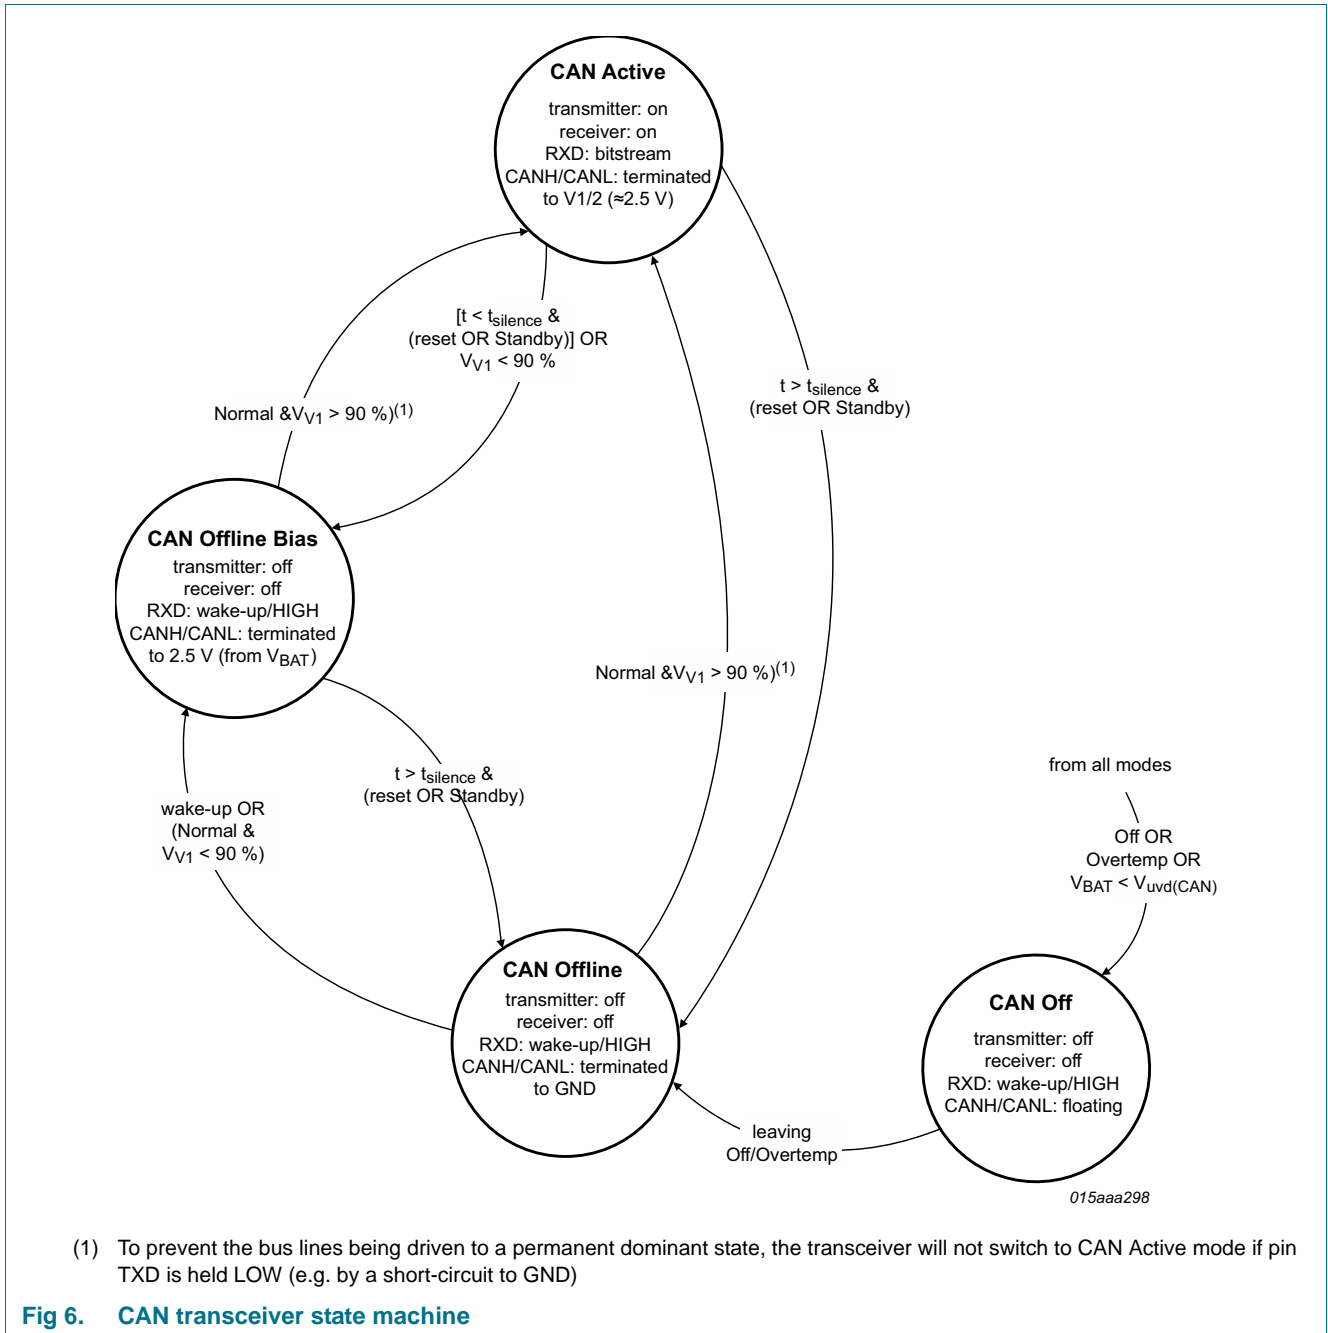 CAN Active
transmitter: on
receiver: on
RXD: bitstream
CANH/CANL: terminated
to V1/2 (≈2.5 V)
[t < tsilence &
(reset OR Standby)] OR
VV1 < 90 %
t > tsilence &
(reset OR Standby)
Normal &VV1 > 90 %)(1)
CAN Offline Bias
transmitter: off
receiver: off
RXD: wake-up/HIGH
CANH/CANL: terminated
to 2.5 V (from VBAT)
Normal &VV1 > 90 %)(1)
t > tsilence &
(reset OR Standby)
wake-up OR
(Normal &
VV1 < 90 %)
from all modes
Off OR
Overtemp OR
VBAT < Vuvd(CAN)
CAN Offline
transmitter: off
receiver: off
RXD: wake-up/HIGH
CANH/CANL: terminated
to GND
CAN Off
transmitter: off
receiver: off
RXD: wake-up/HIGH
CANH/CANL: floating
leaving
Off/Overtemp
015aaa298
(1) To prevent the bus lines being driven to a permanent dominant state, the transceiver will not switch to CAN Active mode if pin
TXD is held LOW (e.g. by a short-circuit to GND)
Fig 6. CAN transceiver state machine